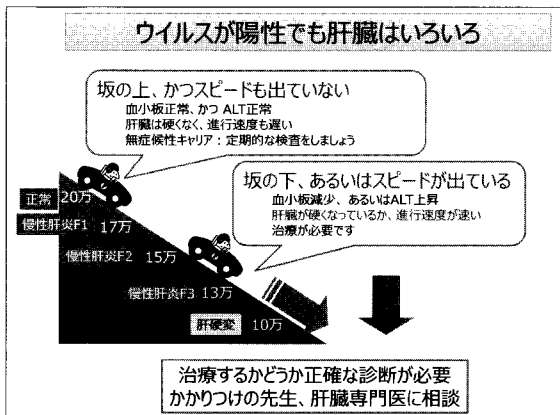 ウイルスが陽性でも肝臓はいろいろ
坂の上、かつスピードも出ていない
血小板正常、かつ ALT正常
肝臓は硬くなく、進行速度も遅い
無症候性キャリア：定期的な検査をしましょう
坂の下、あるいはスピードが出ている
血小板減少、あるいはALT上昇
肝臓が硬くなっているか、進行速度が速い
治療が必要です
正常 20万
慢性肝炎F1 17万
慢性肝炎F2 15万
慢性肝炎F3 13万
肝硬変 10万
治療するかどうか正確な診断が必要
かかりつけの先生、肝臓専門医に相談